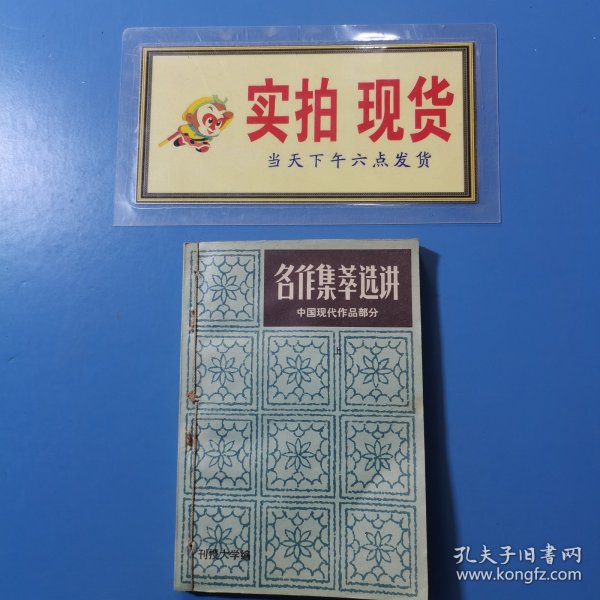 实拍 现货
当天下午六点发货
名作集萃选讲
中国现代作品部分
上
刊授大学编
孔夫子旧书网
www.kongfz.com